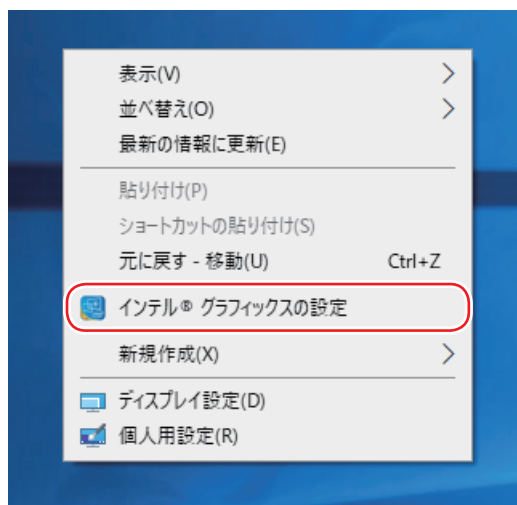 表示(V)
並べ替え(O)
最新の情報に更新(E)
貼り付け(P)
ショートカットの貼り付け(S)
元に戻す - 移動(U) Ctrl+Z
インテル® グラフィックスの設定
新規作成(X)
ディスプレイ設定(D)
個人用設定(R)